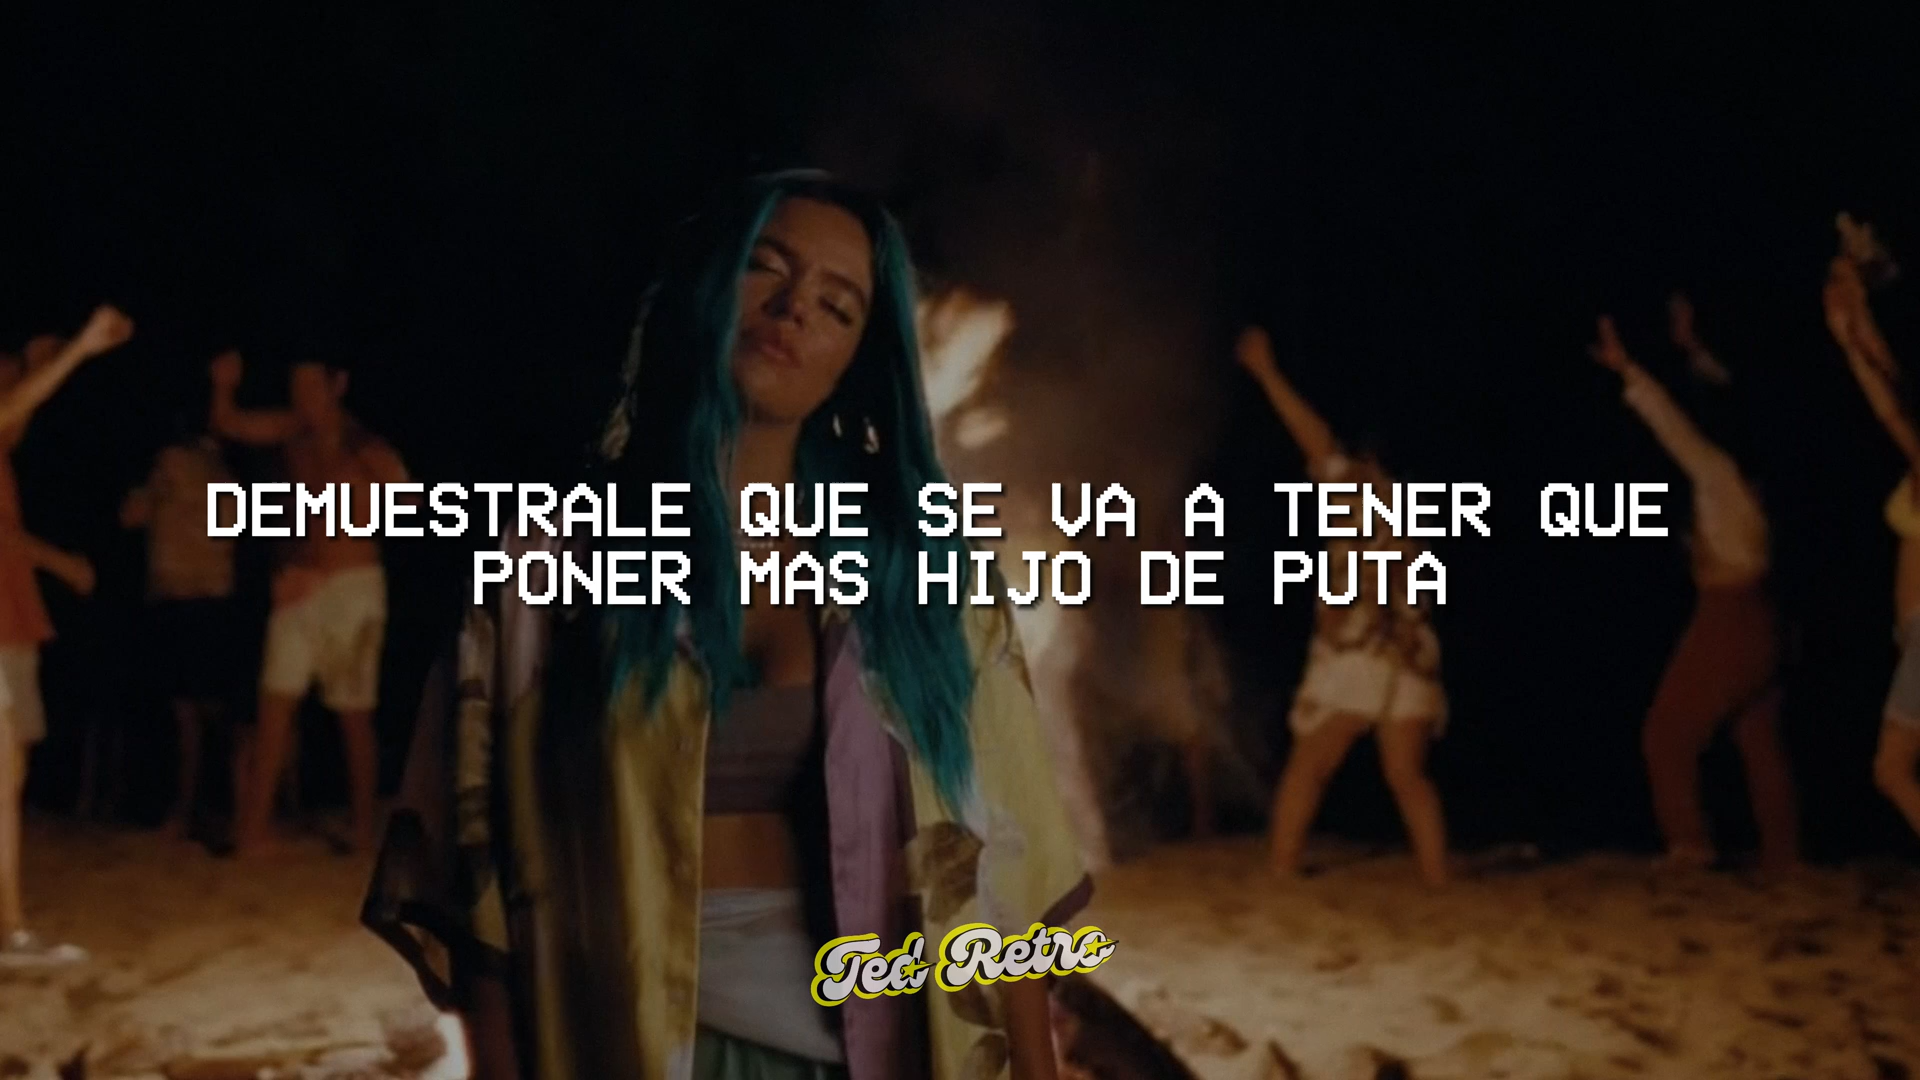 DEMUESTRALE QUE SE VA A TENER QUE
PONER MAS HIJO DE PUTA
Ted Retro